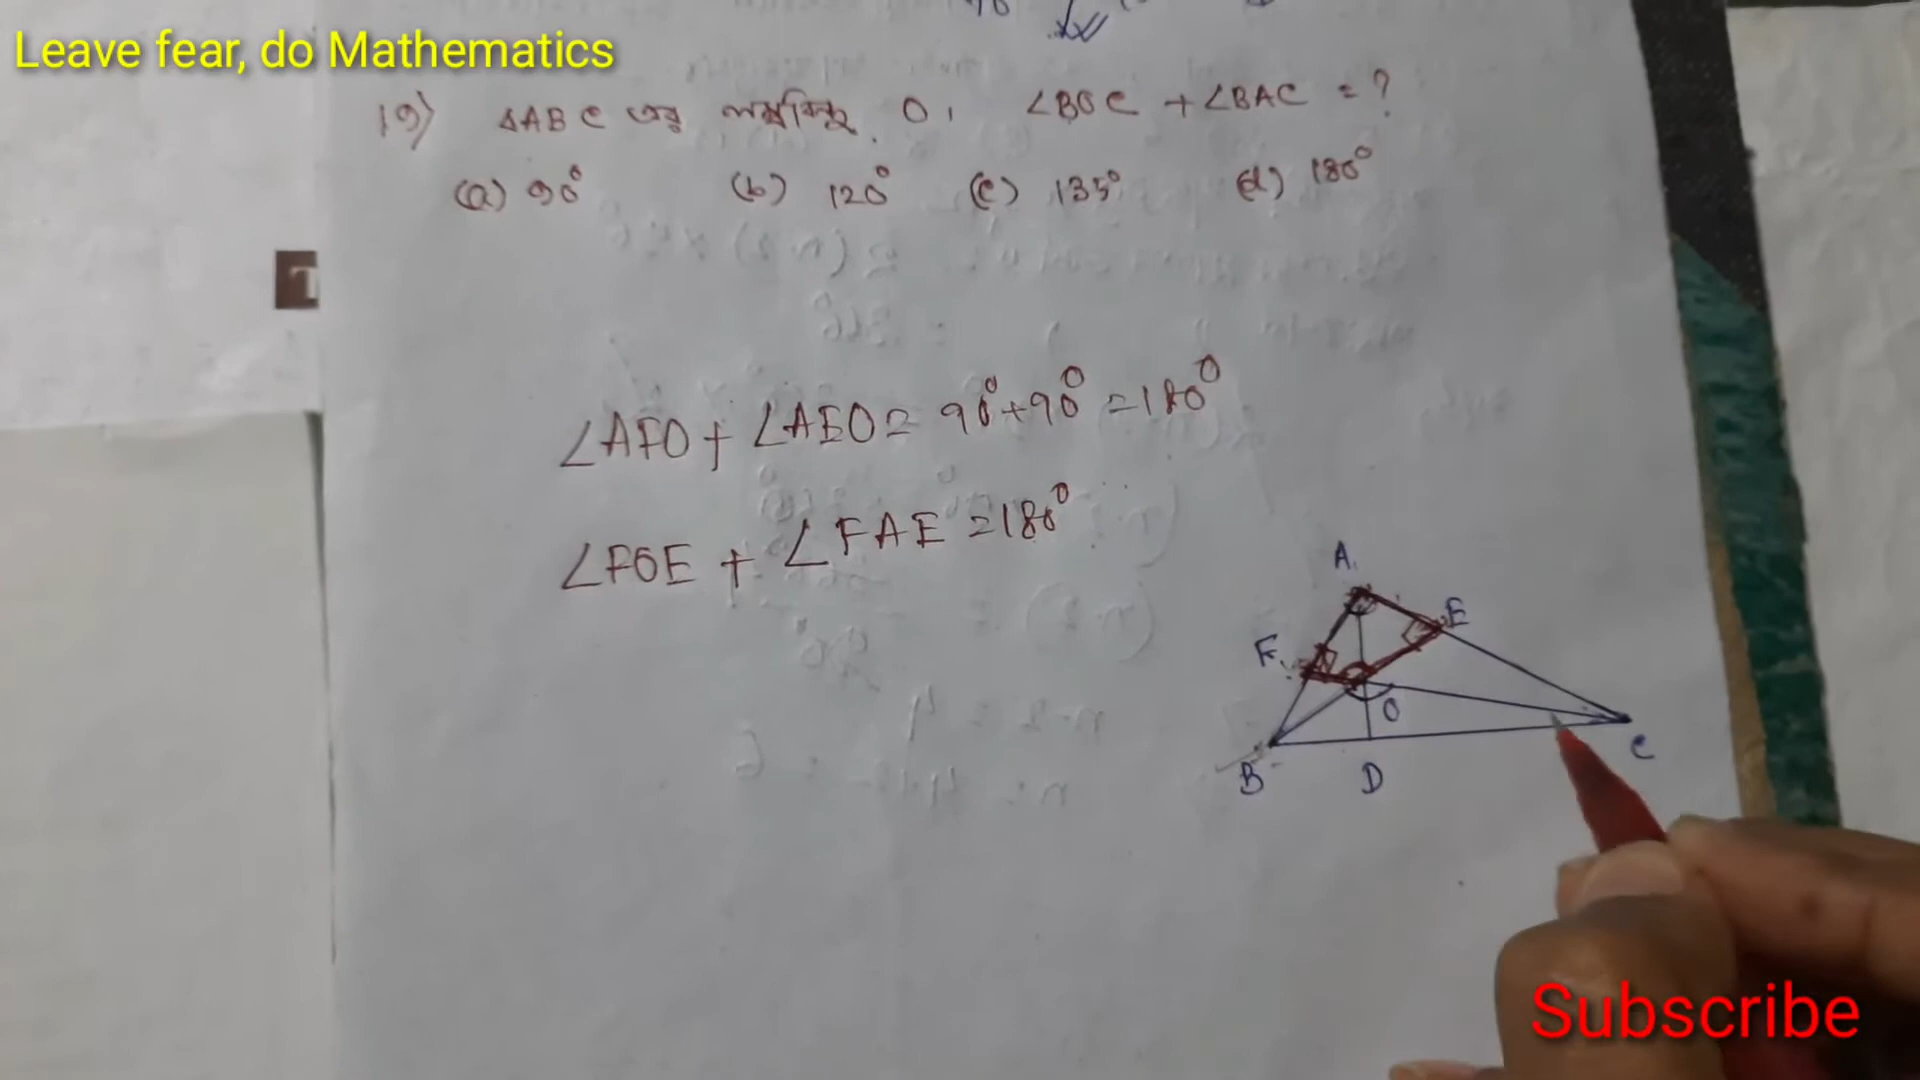 Leave fear, do Mathematics
19) ΔABC এর লম্ববিন্দু O, ∠BOC + ∠BAC = ?
(a) 90° (b) 120° (c) 135° (d) 180°
T
∠AFO + ∠AEO = 90° + 90° = 180°
∠FOE + ∠FAE = 180°
A
E
F
O
B
D
C
Subscribe